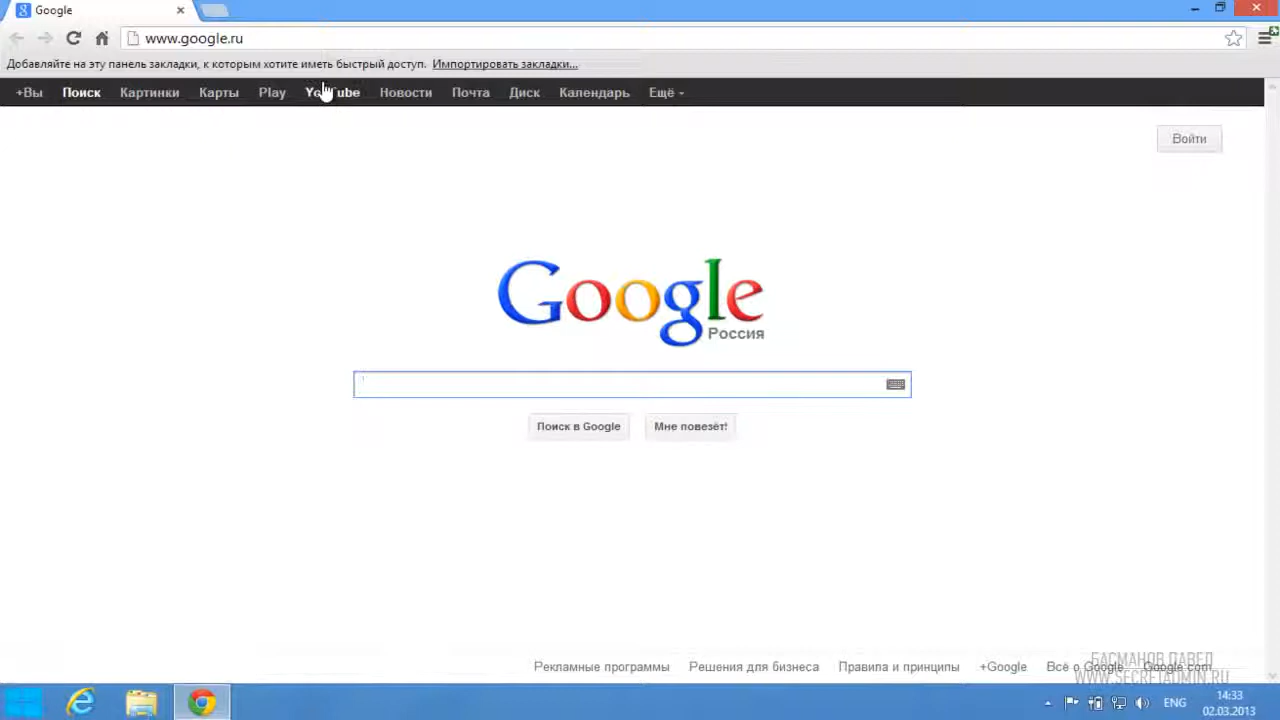 Google
www.google.ru
Добавляйте на эту панель закладки, к которым хотите иметь быстрый доступ. Импортировать закладки...
+Вы Поиск Картинки Карты Play YouTube Новости Почта Диск Календарь Ещё
Войти
Google
Россия
Поиск в Google Мне повезёт!
Рекламные программы Решения для бизнеса Правила и принципы +Google Всё о Google Google.com
БАСМАНОВ ПАВЕЛ
WWW.SECRETADMIN.RU
ENG
14:33
02.03.2013